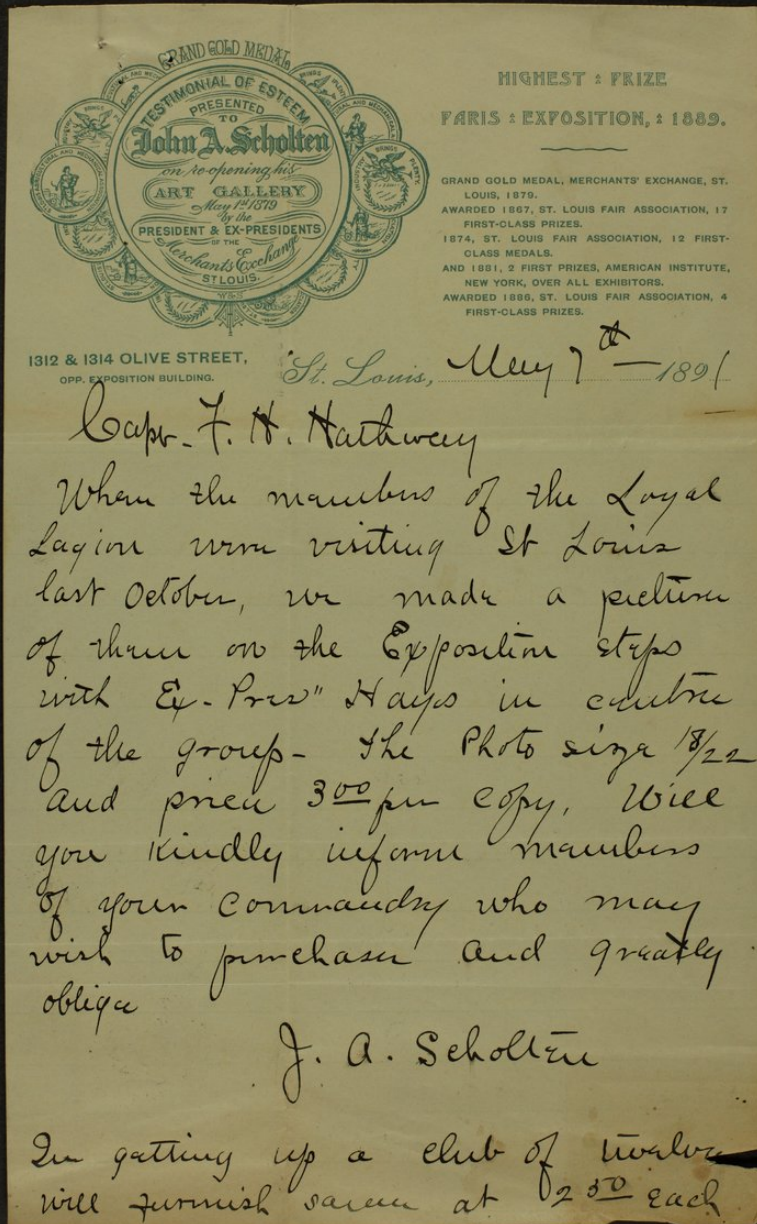 GRAND GOLD MEDAL
TESTIMONIAL OF ESTEEM
PRESENTED
TO
John A. Scholten
on re-opening his
ART GALLERY
May 1st 1879
by the
PRESIDENT & EX-PRESIDENTS
OF THE
Merchants Exchange
ST LOUIS.
HIGHEST : PRIZE
PARIS : EXPOSITION, : 1889.
GRAND GOLD MEDAL, MERCHANTS' EXCHANGE, ST.
LOUIS, 1879.
AWARDED 1867, ST. LOUIS FAIR ASSOCIATION, 17
FIRST-CLASS PRIZES.
1874, ST. LOUIS FAIR ASSOCIATION, 12 FIRST-
CLASS MEDALS.
AND 1881, 2 FIRST PRIZES, AMERICAN INSTITUTE,
NEW YORK, OVER ALL EXHIBITORS.
AWARDED 1886, ST. LOUIS FAIR ASSOCIATION, 4
FIRST-CLASS PRIZES.
1312 & 1314 OLIVE STREET,
OPP. EXPOSITION BUILDING.
St. Louis, May 7th — 1891
Capt. F. H. Hathway
When the members of the Loyal
Legion were visiting St Louis
last October, we made a picture
of them on the Exposition steps
with Ex-Pres" Hays in centre
of the group - The Photo size 18/22
and price 3.00 per copy. Will
you kindly inform members
of your Commandry who may
wish to purchase and greatly
oblige
J. A. Scholten
In getting up a club of twelve
will furnish same at 2.50 each